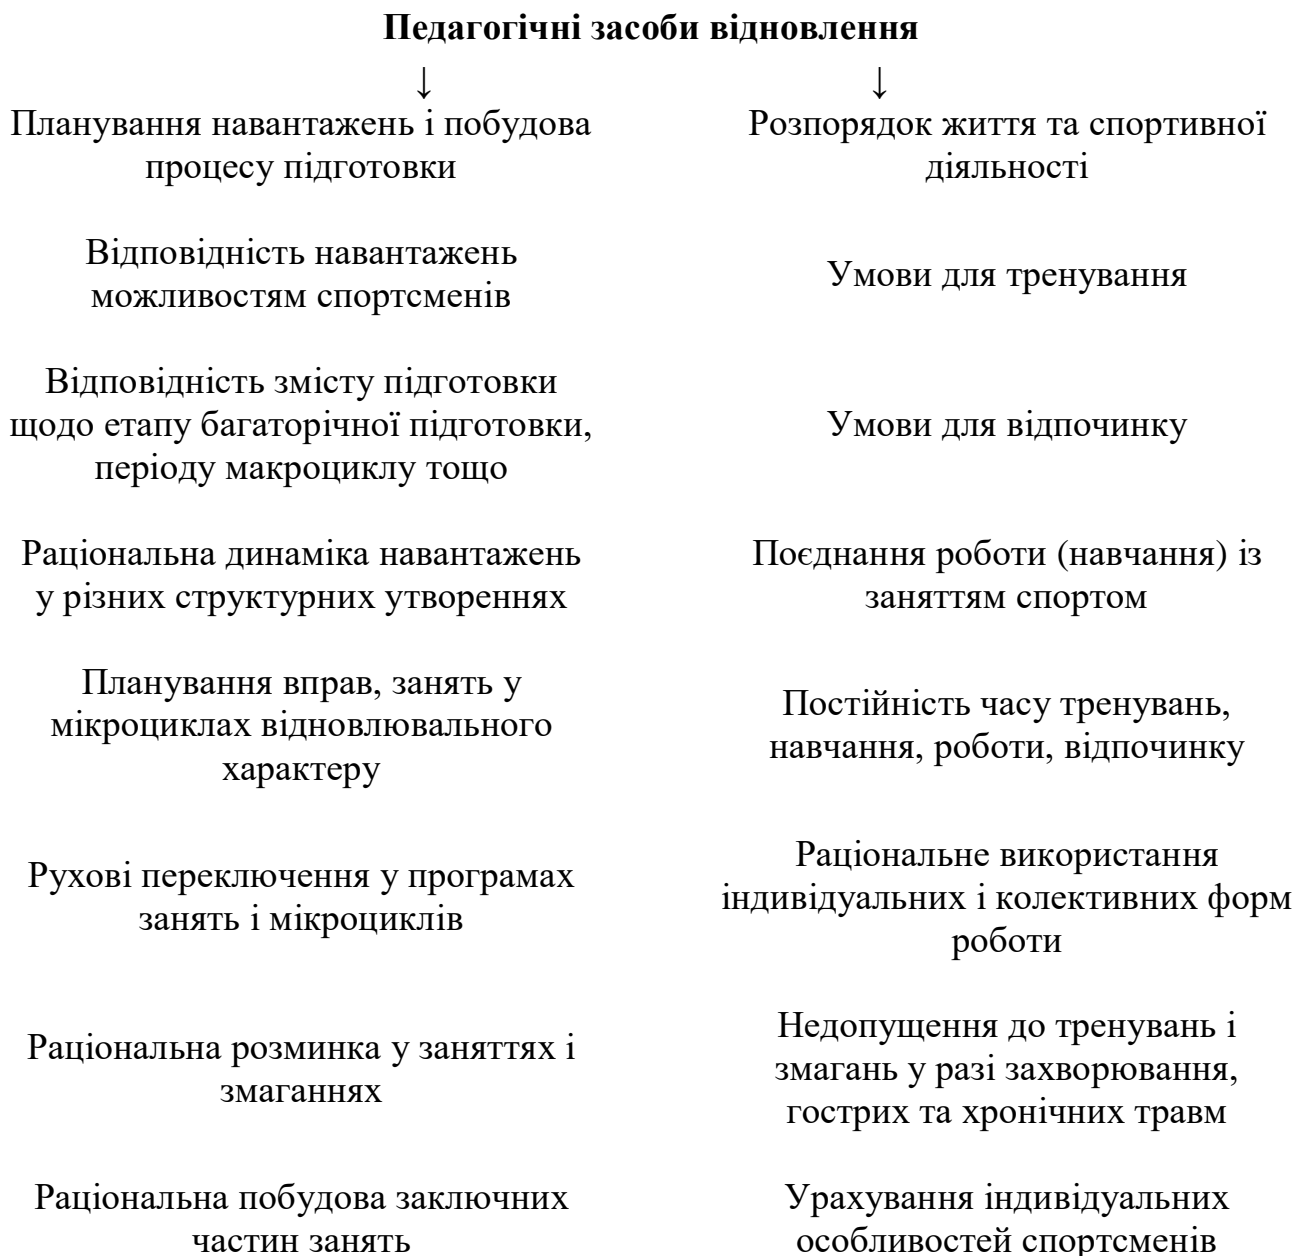 Педагогічні засоби відновлення
↓ ↓
Планування навантажень і побудова
процесу підготовки
Розпорядок життя та спортивної
діяльності
Відповідність навантажень
можливостям спортсменів
Умови для тренування
Відповідність змісту підготовки
щодо етапу багаторічної підготовки,
періоду макроциклу тощо
Умови для відпочинку
Раціональна динаміка навантажень
у різних структурних утвореннях
Поєднання роботи (навчання) із
заняттям спортом
Планування вправ, занять у
мікроциклах відновлювального
характеру
Постійність часу тренувань,
навчання, роботи, відпочинку
Рухові переключення у програмах
занять і мікроциклів
Раціональне використання
індивідуальних і колективних форм
роботи
Раціональна розминка у заняттях і
змаганнях
Недопущення до тренувань і
змагань у разі захворювання,
гострих та хронічних травм
Раціональна побудова заключних
частин занять
Урахування індивідуальних
особливостей спортсменів